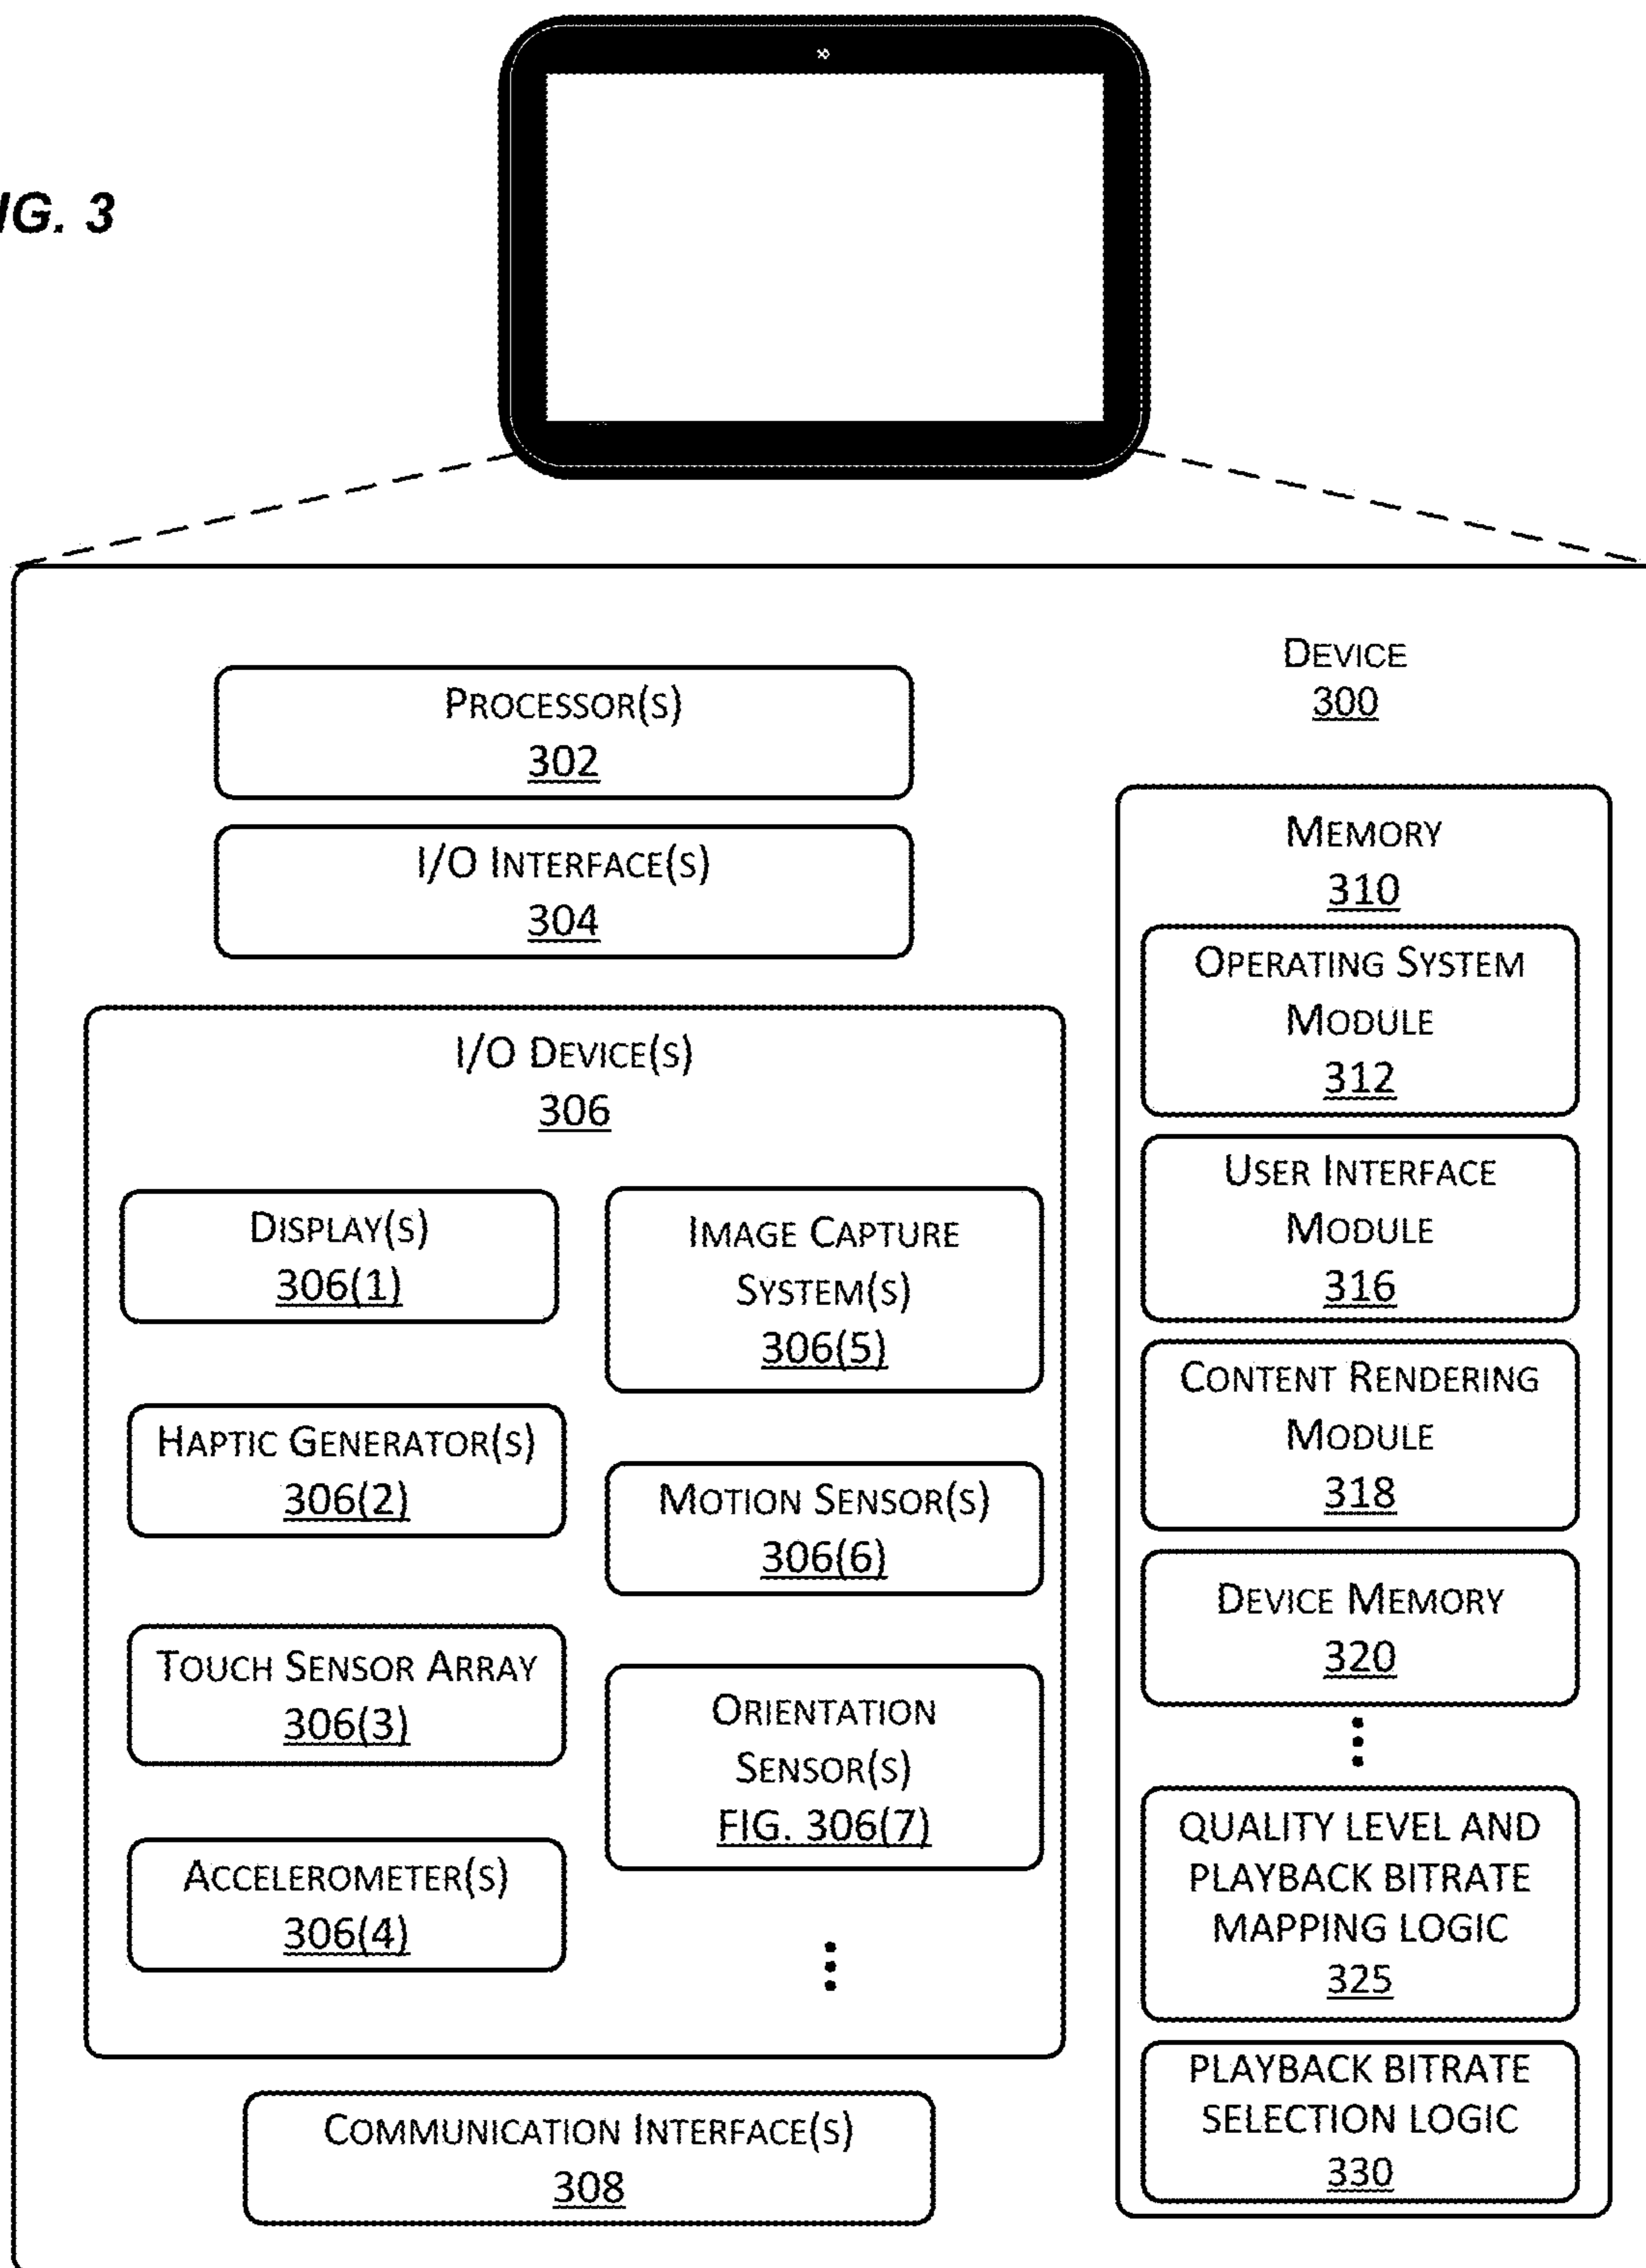 IG. 3
DEVICE
300
PROCESSOR(S)
302
I/O INTERFACE(S)
304
I/O DEVICE(S)
306
DISPLAY(S)
306(1)
HAPTIC GENERATOR(S)
306(2)
TOUCH SENSOR ARRAY
306(3)
ACCELEROMETER(S)
306(4)
IMAGE CAPTURE
SYSTEM(S)
306(5)
MOTION SENSOR(S)
306(6)
ORIENTATION
SENSOR(S)
FIG. 306(7)
COMMUNICATION INTERFACE(S)
308
MEMORY
310
OPERATING SYSTEM
MODULE
312
USER INTERFACE
MODULE
316
CONTENT RENDERING
MODULE
318
DEVICE MEMORY
320
QUALITY LEVEL AND
PLAYBACK BITRATE
MAPPING LOGIC
325
PLAYBACK BITRATE
SELECTION LOGIC
330